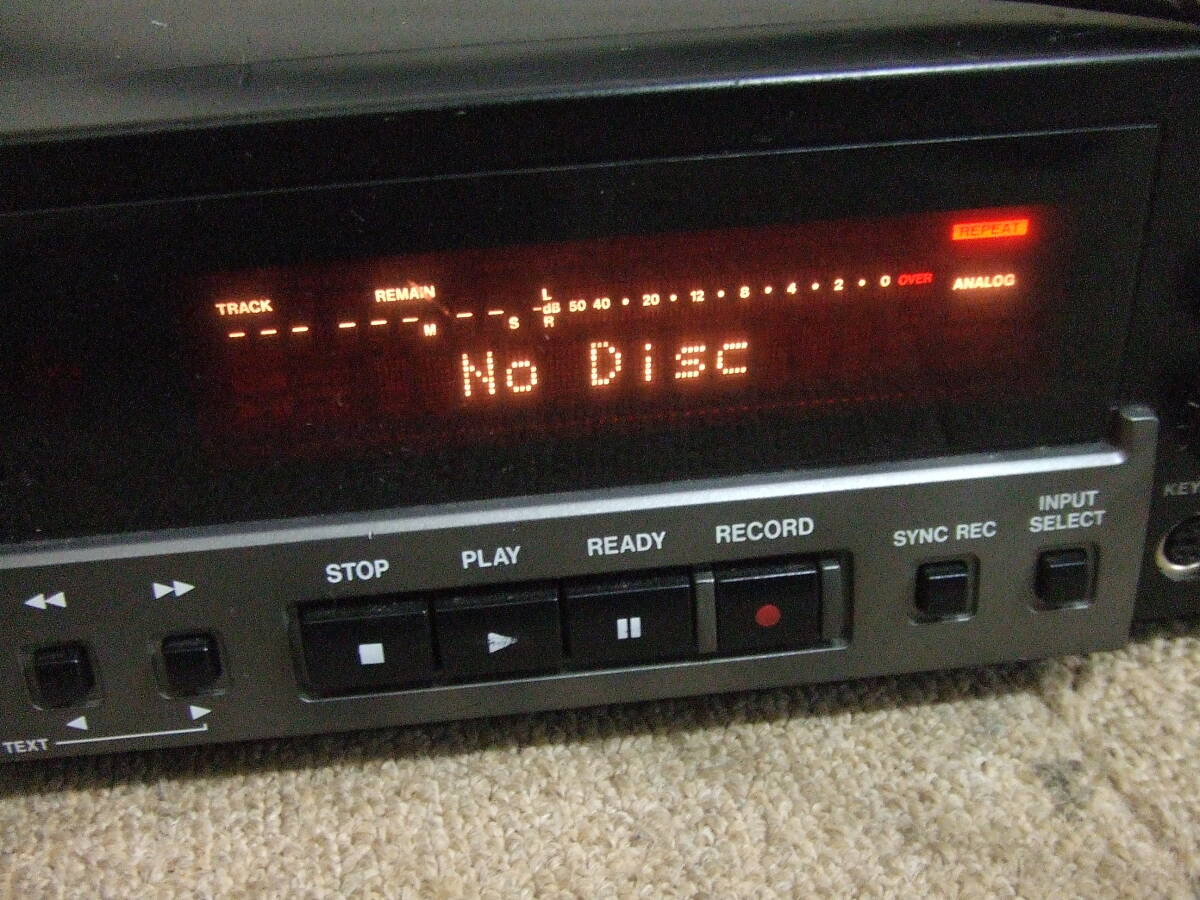 REPEAT
TRACK REMAIN L
-dB 50 40 • 20 • 12 • 8 • 4 • 2 • 0 OVER ANALOG
--- ---M --S R
No Disc
STOP PLAY READY RECORD SYNC REC INPUT SELECT
TEXT
KEY